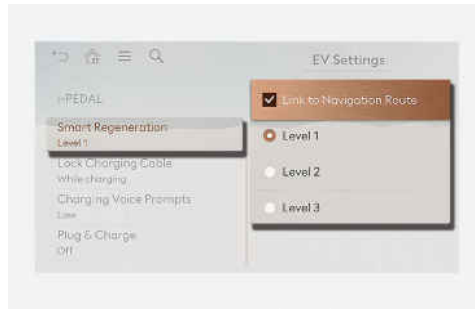 EV Settings
i-PEDAL
Smart Regeneration
Level 1
Lock Charging Cable
While charging
Charging Voice Prompts
Low
Plug & Charge
Off
Link to Navigation Route
Level 1
Level 2
Level 3